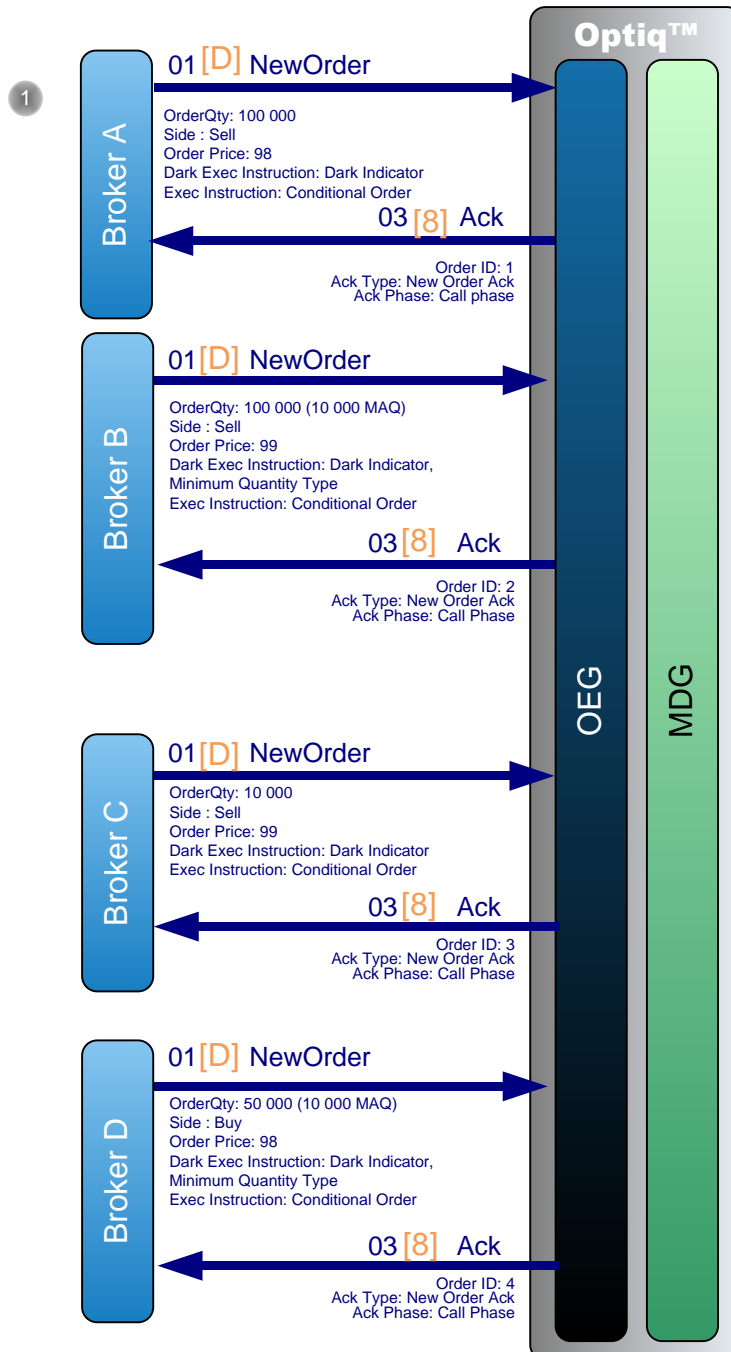 Optiq™
1
Broker A
01 [D] NewOrder
OrderQty: 100 000
Side : Sell
Order Price: 98
Dark Exec Instruction: Dark Indicator
Exec Instruction: Conditional Order
03 [8] Ack
Order ID: 1
Ack Type: New Order Ack
Ack Phase: Call phase
Broker B
01 [D] NewOrder
OrderQty: 100 000 (10 000 MAQ)
Side : Sell
Order Price: 99
Dark Exec Instruction: Dark Indicator,
Minimum Quantity Type
Exec Instruction: Conditional Order
03 [8] Ack
Order ID: 2
Ack Type: New Order Ack
Ack Phase: Call Phase
OEG
MDG
Broker C
01 [D] NewOrder
OrderQty: 10 000
Side : Sell
Order Price: 99
Dark Exec Instruction: Dark Indicator
Exec Instruction: Conditional Order
03 [8] Ack
Order ID: 3
Ack Type: New Order Ack
Ack Phase: Call Phase
Broker D
01 [D] NewOrder
OrderQty: 50 000 (10 000 MAQ)
Side : Buy
Order Price: 98
Dark Exec Instruction: Dark Indicator,
Minimum Quantity Type
Exec Instruction: Conditional Order
03 [8] Ack
Order ID: 4
Ack Type: New Order Ack
Ack Phase: Call Phase